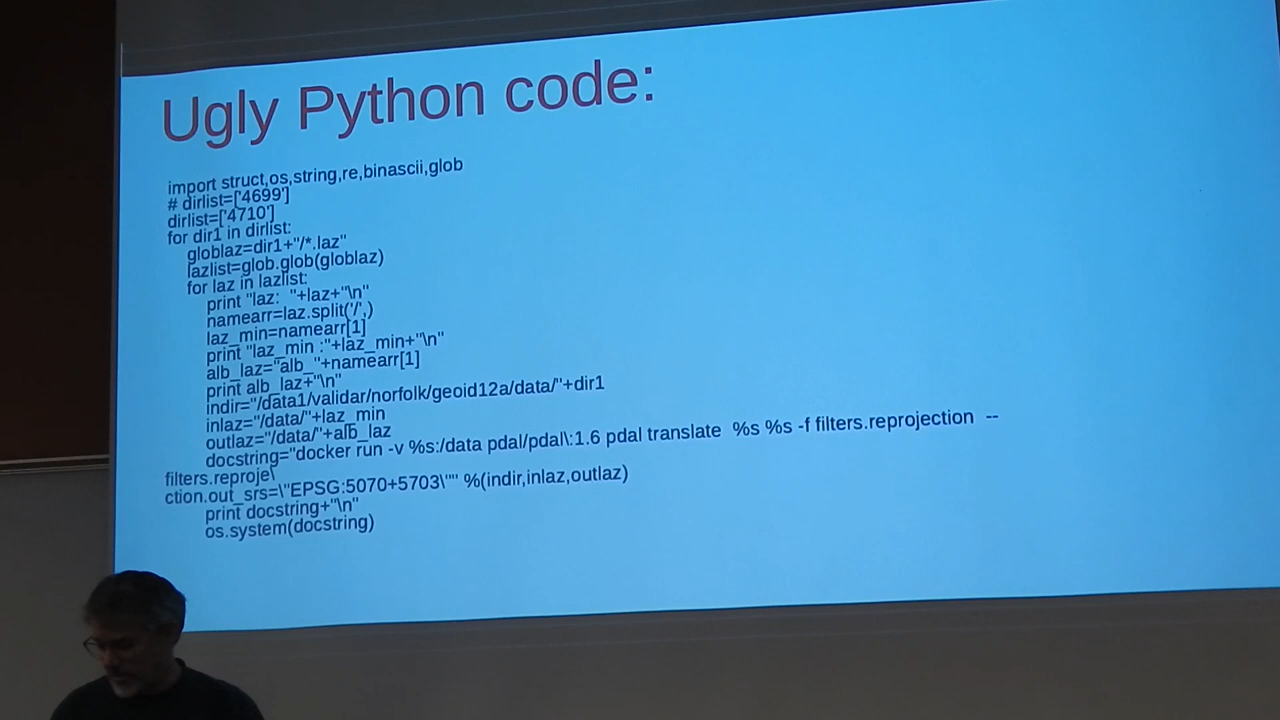 Ugly Python code:
import struct,os,string,re,binascii,glob
# dirlist=['4699']
dirlist=['4710']
for dir1 in dirlist:
    globlaz=dir1+"/*.laz"
    lazlist=glob.glob(globlaz)
    for laz in lazlist:
        print "laz:  "+laz+"\n"
        namearr=laz.split('/',)
        laz_min=namearr[1]
        print "laz_min :"+laz_min+"\n"
        alb_laz="alb_"+namearr[1]
        print alb_laz+"\n"
        indir="/data1/validar/norfolk/geoid12a/data/"+dir1
        inlaz="/data/"+laz_min
        outlaz="/data/"+alb_laz
        docstring="docker run -v %s:/data pdal/pdal\:1.6 pdal translate  %s %s -f filters.reprojection  --
filters.reproje\
ction.out_srs=\"EPSG:5070+5703\"" %(indir,inlaz,outlaz)
        print docstring+"\n"
        os.system(docstring)